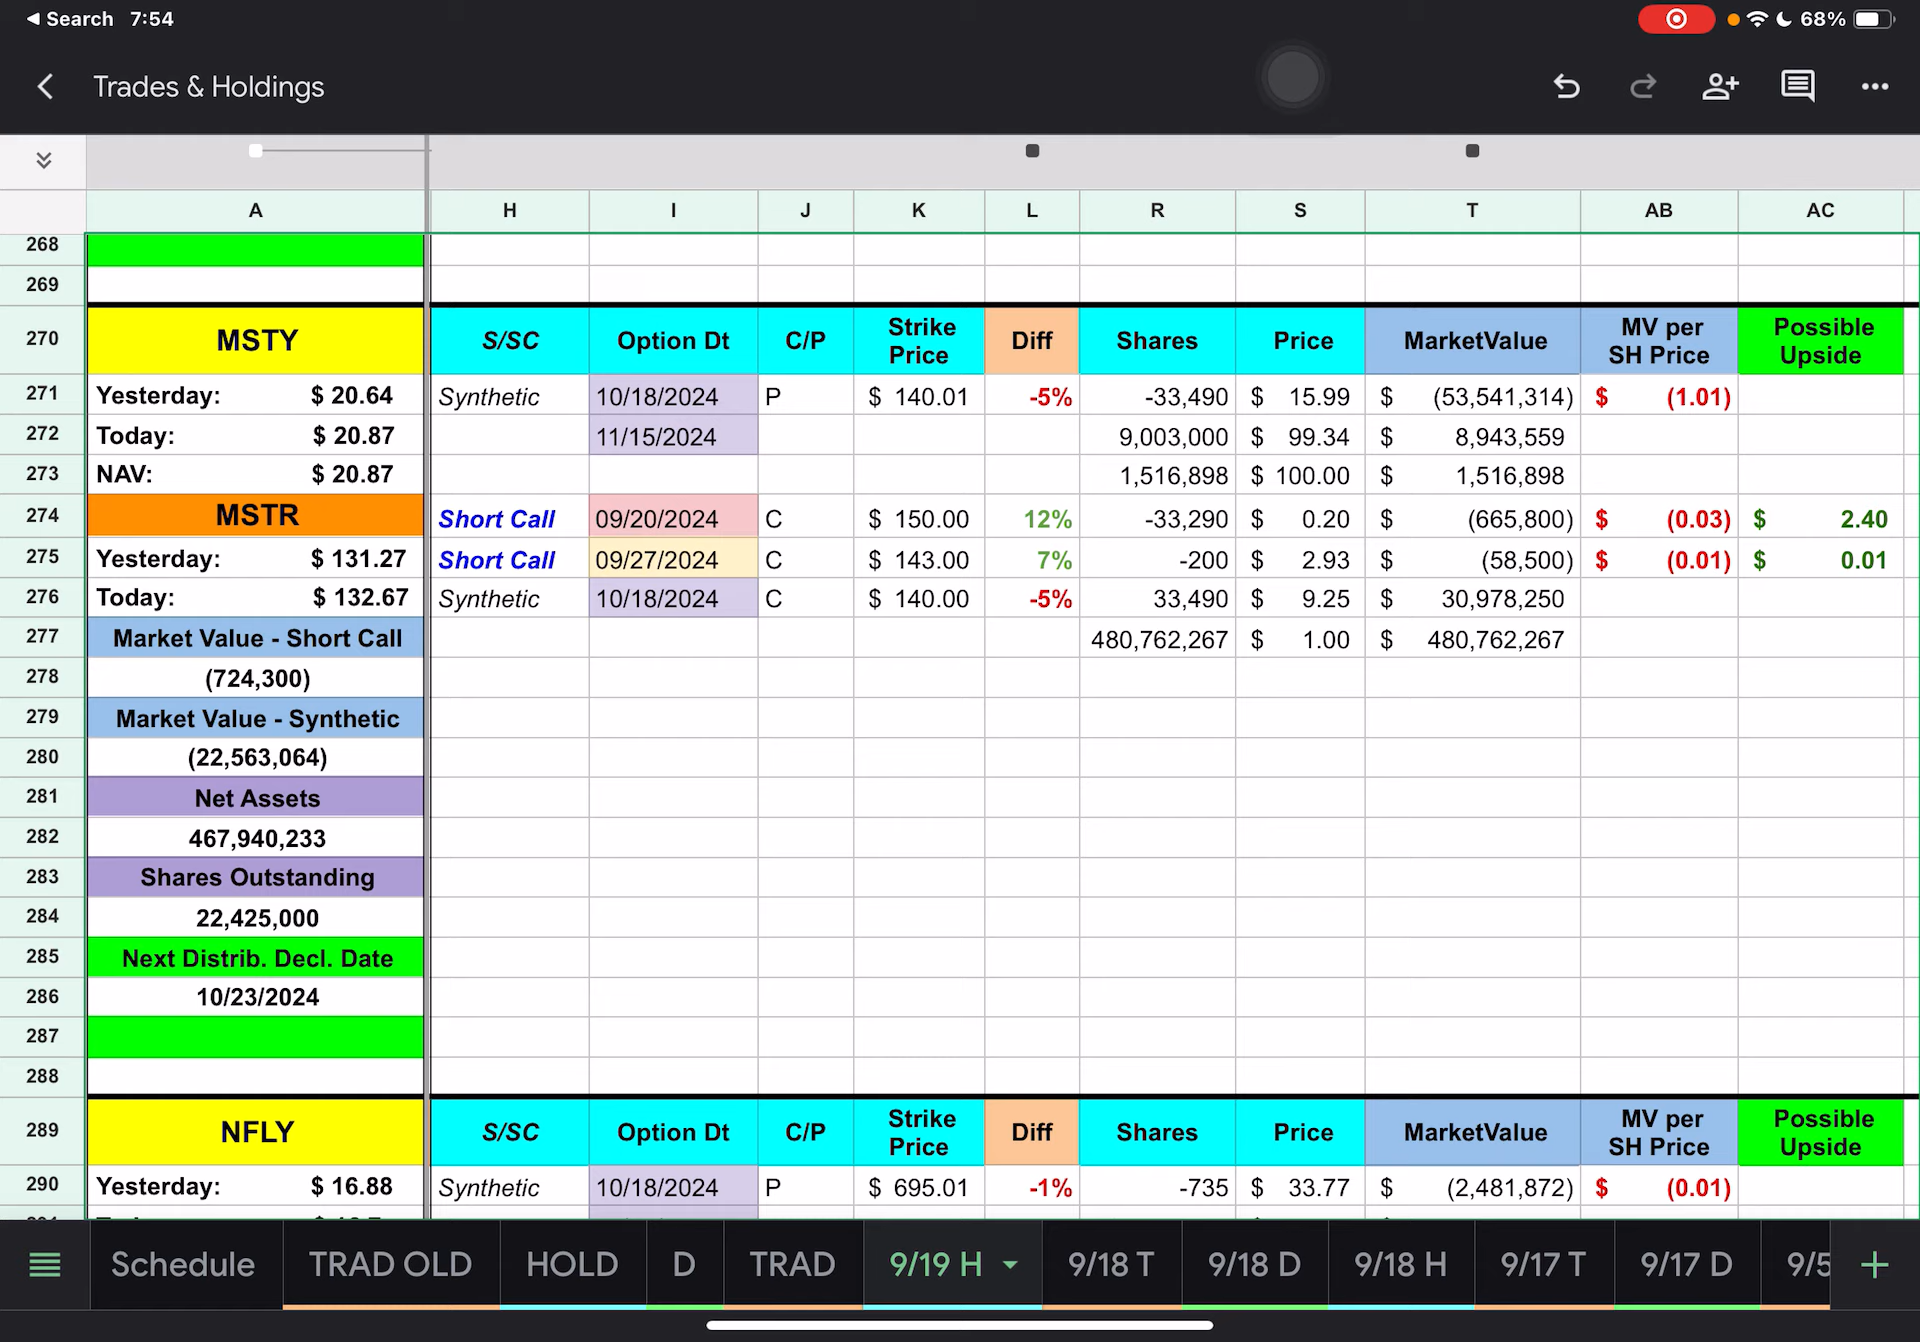 Search 7:54 68%
Trades & Holdings
A H I J K L R S T AB AC
268
269
270 MSTY S/SC Option Dt C/P Strike Price Diff Shares Price MarketValue MV per SH Price Possible Upside
271 Yesterday: $ 20.64 Synthetic 10/18/2024 P $ 140.01 -5% -33,490 $ 15.99 $ (53,541,314) $ (1.01)
272 Today: $ 20.87 11/15/2024 9,003,000 $ 99.34 $ 8,943,559
273 NAV: $ 20.87 1,516,898 $ 100.00 $ 1,516,898
274 MSTR Short Call 09/20/2024 C $ 150.00 12% -33,290 $ 0.20 $ (665,800) $ (0.03) $ 2.40
275 Yesterday: $ 131.27 Short Call 09/27/2024 C $ 143.00 7% -200 $ 2.93 $ (58,500) $ (0.01) $ 0.01
276 Today: $ 132.67 Synthetic 10/18/2024 C $ 140.00 -5% 33,490 $ 9.25 $ 30,978,250
277 Market Value - Short Call 480,762,267 $ 1.00 $ 480,762,267
278 (724,300)
279 Market Value - Synthetic
280 (22,563,064)
281 Net Assets
282 467,940,233
283 Shares Outstanding
284 22,425,000
285 Next Distrib. Decl. Date
286 10/23/2024
287
288
289 NFLY S/SC Option Dt C/P Strike Price Diff Shares Price MarketValue MV per SH Price Possible Upside
290 Yesterday: $ 16.88 Synthetic 10/18/2024 P $ 695.01 -1% -735 $ 33.77 $ (2,481,872) $ (0.01)
Schedule TRAD OLD HOLD D TRAD 9/19 H 9/18 T 9/18 D 9/18 H 9/17 T 9/17 D 9/5